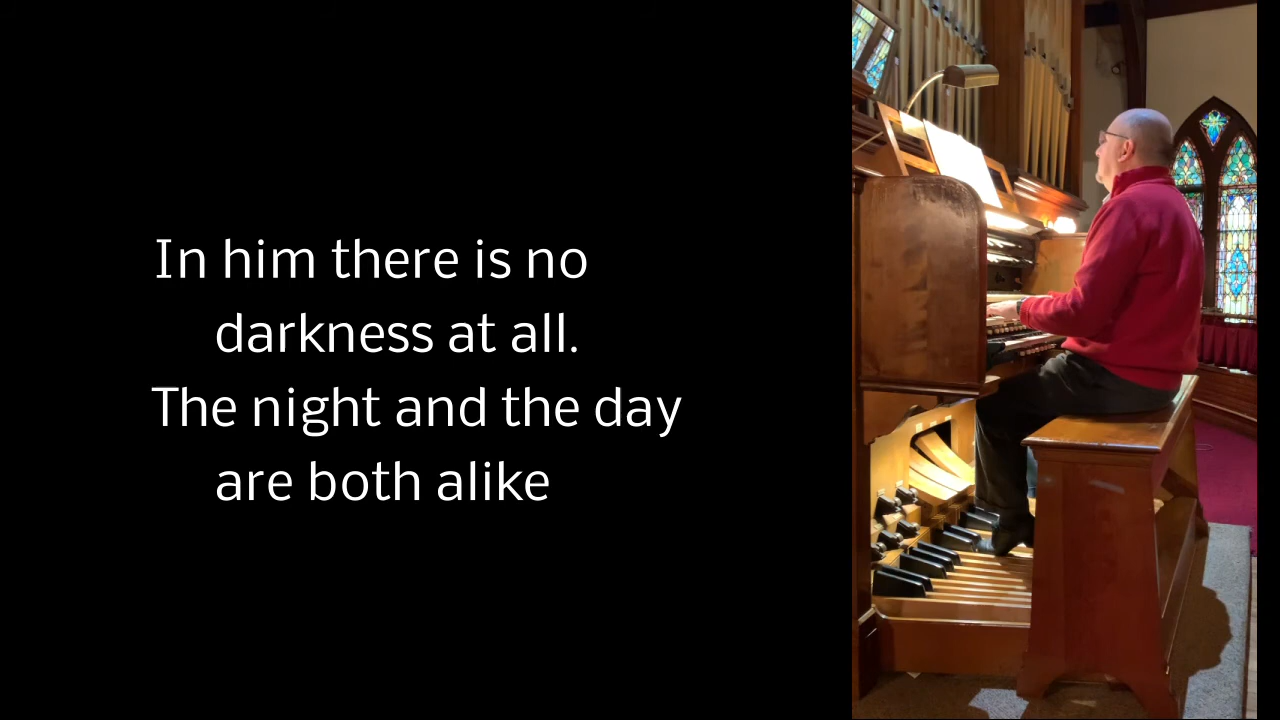 In him there is no
darkness at all.
The night and the day
are both alike